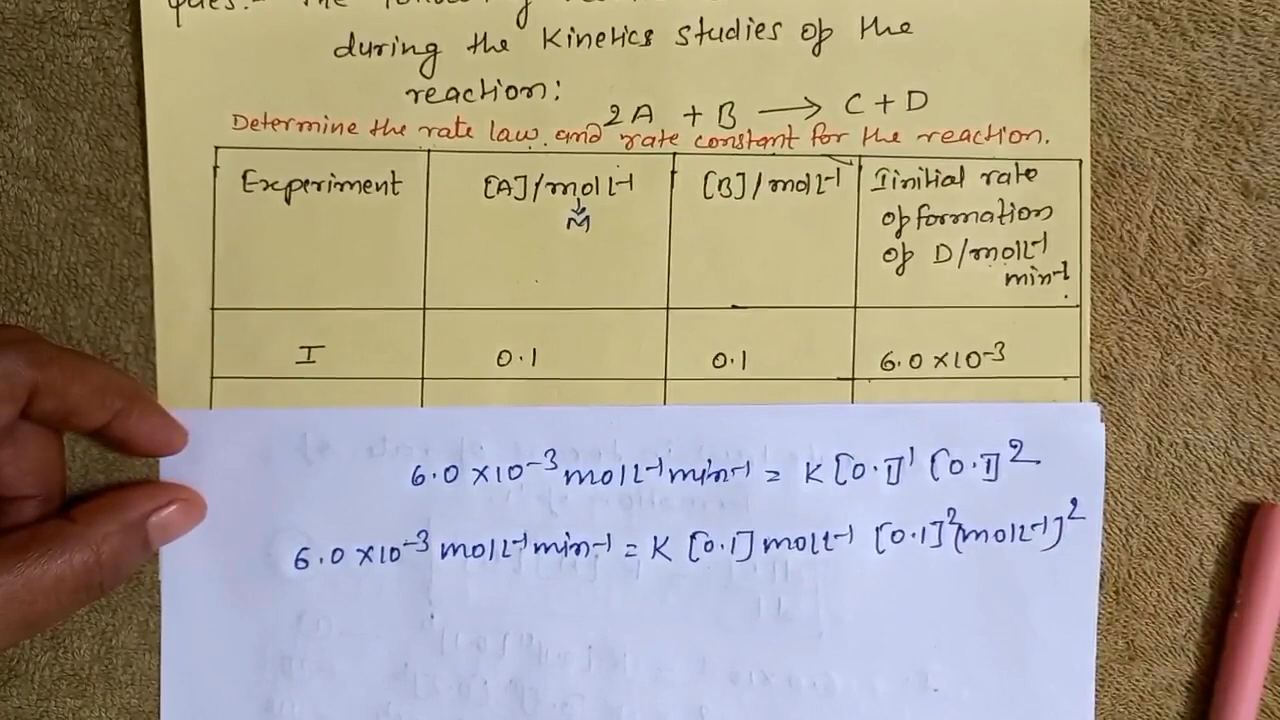 during the Kinetics studies of the
reaction:
2A + B → C + D
Determine the rate law and rate constant for the reaction.
Experiment [A]/mol L⁻¹ [B]/mol L⁻¹ Iinitial rate
M of formation
of D/mol L⁻¹
min⁻¹
I 0.1 0.1 6.0 × 10⁻³
6.0 × 10⁻³ mol L⁻¹ min⁻¹ = K [0.1]¹ [0.1]²
6.0 × 10⁻³ mol L⁻¹ min⁻¹ = K [0.1] mol L⁻¹ [0.1]² (mol L⁻¹)²